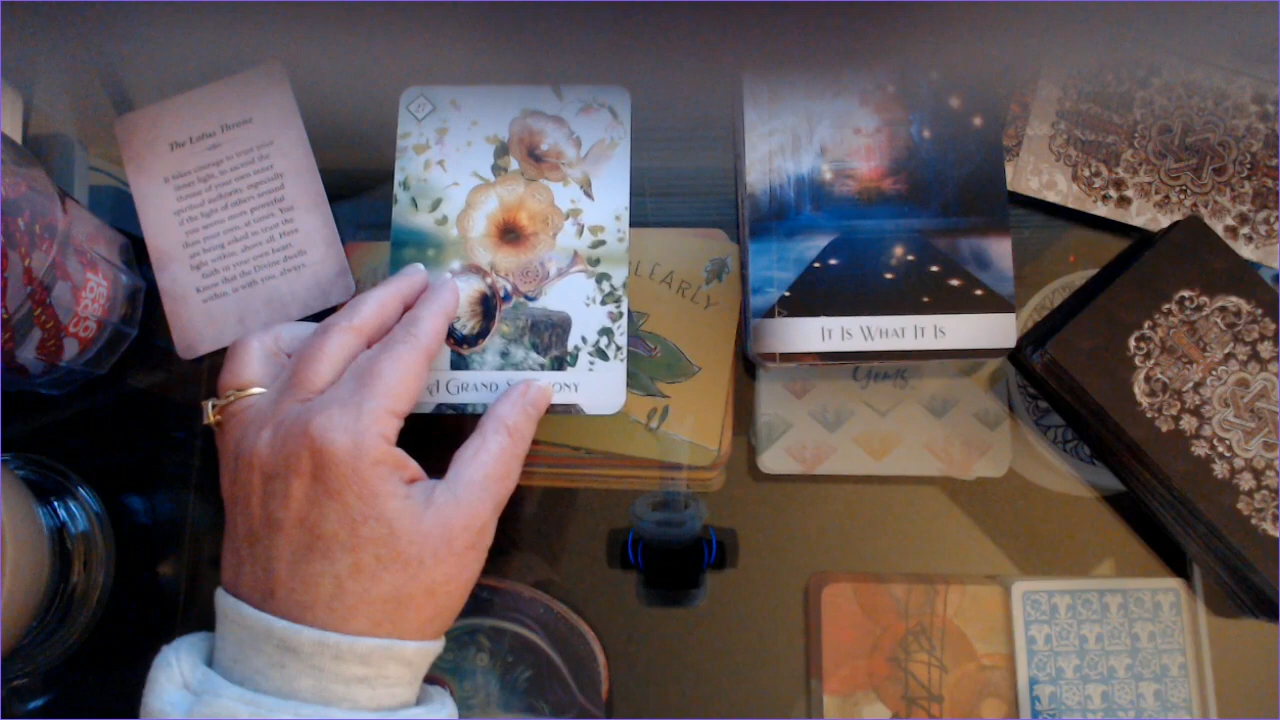 The Lotus Throne
It takes courage to trust your
inner light, to ascend the
throne of your own inner
spiritual authority, especially
if the light of others around
you seems more powerful
than your own, at times. You
are being asked to trust the
light within, above all. Have
faith in your own heart.
Know that the Divine dwells
within, is with you, always.
27
A GRAND
LEARLY
IT IS WHAT IT IS
Gems